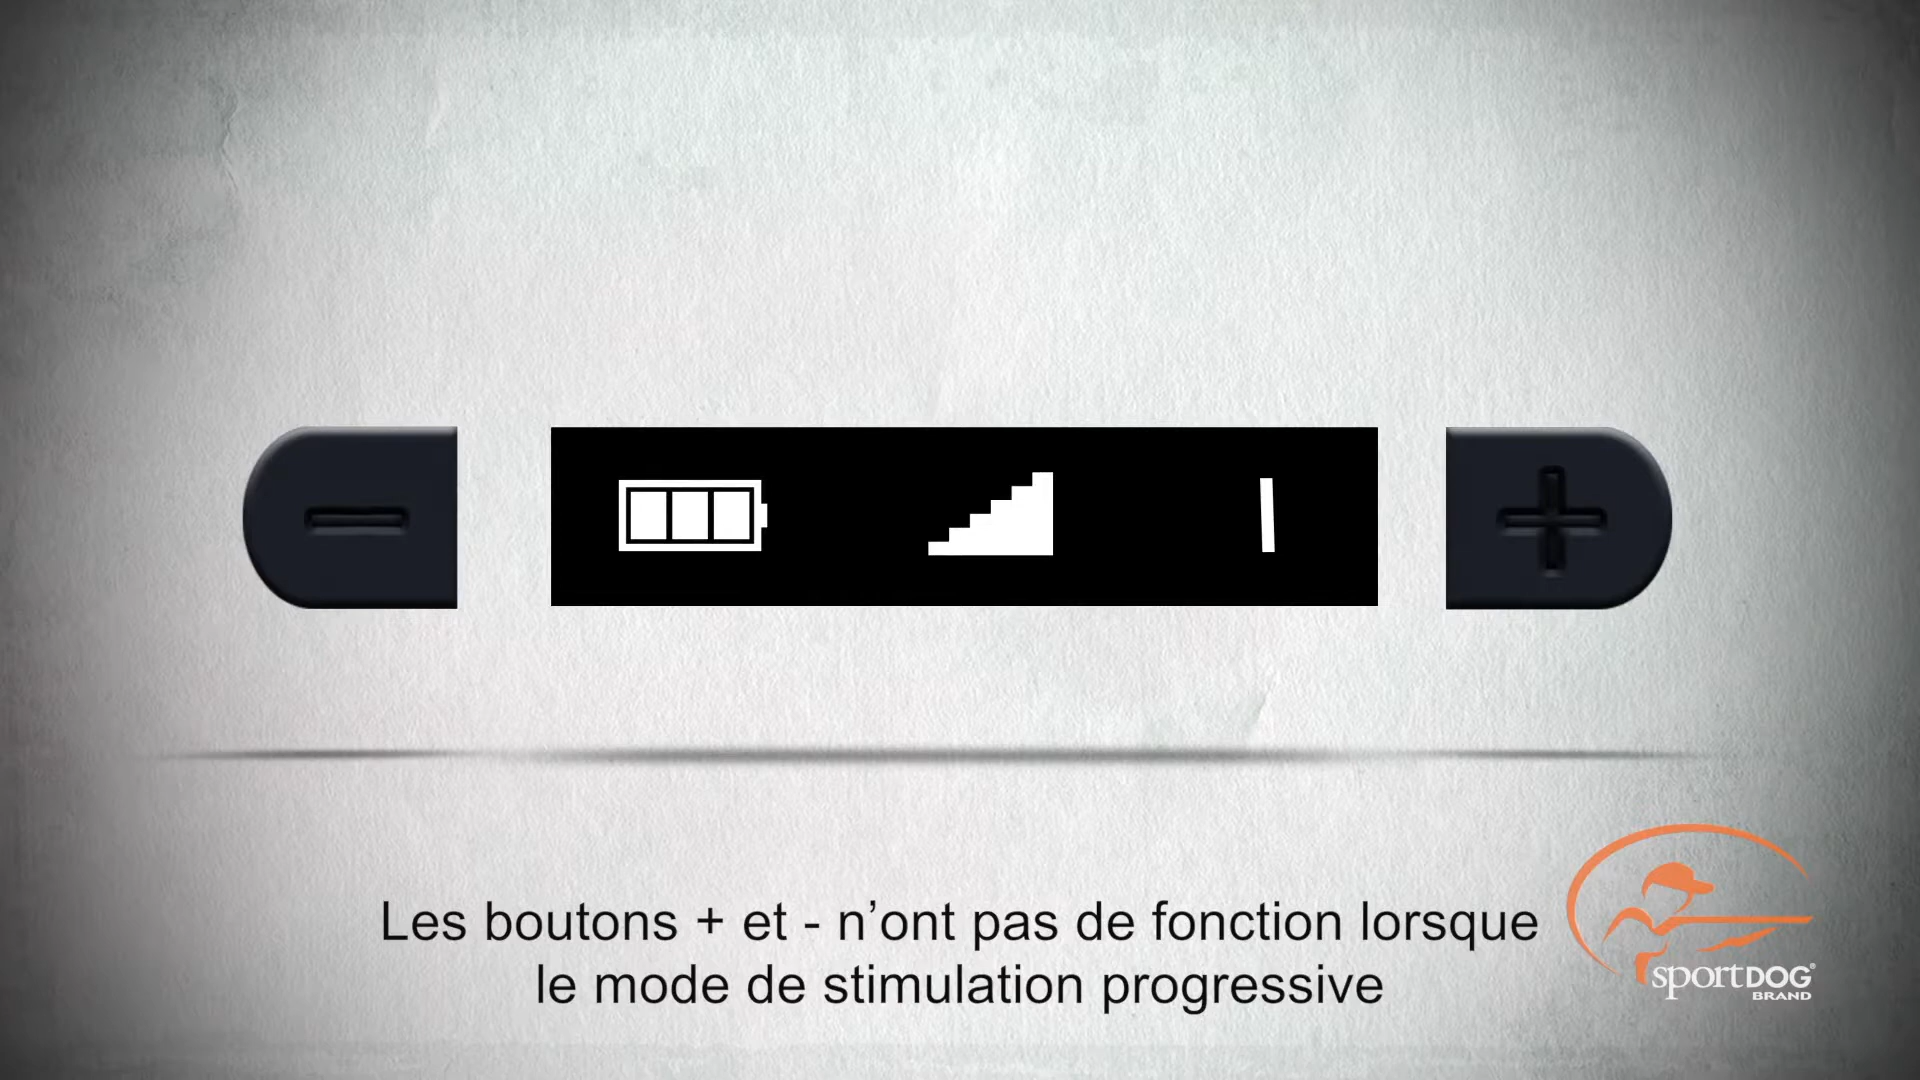 Les boutons + et - n’ont pas de fonction lorsque
le mode de stimulation progressive
sportDOG®
BRAND